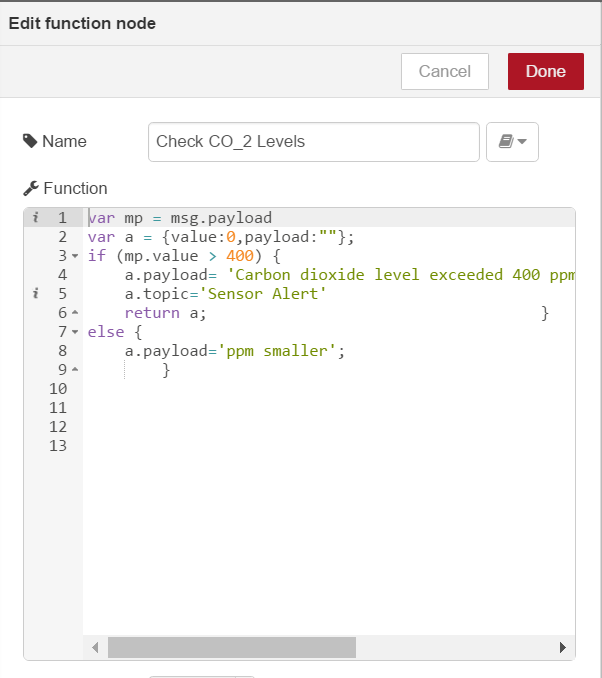 Edit function node
Cancel Done
Name Check CO_2 Levels
Function
i 1 var mp = msg.payload
2 var a = {value:0,payload:""};
3 if (mp.value > 400) {
4 a.payload= 'Carbon dioxide level exceeded 400 ppm
i 5 a.topic='Sensor Alert'
6 return a; }
7 else {
8 a.payload='ppm smaller';
9 }
10
11
12
13